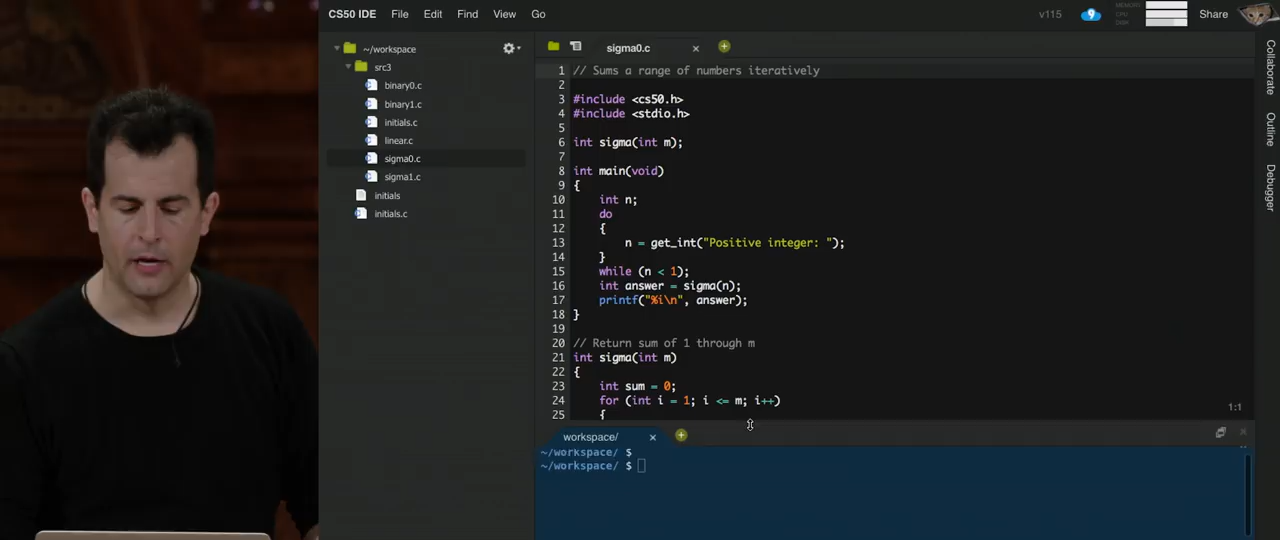 CS50 IDE File Edit Find View Go v115 9 MEMORY CPU DISK Share
~/workspace
src3
binary0.c
binary1.c
initials.c
linear.c
sigma0.c
sigma1.c
initials
initials.c
sigma0.c
1 // Sums a range of numbers iteratively
2
3 #include <cs50.h>
4 #include <stdio.h>
5
6 int sigma(int m);
7
8 int main(void)
9 {
10 int n;
11 do
12 {
13 n = get_int("Positive integer: ");
14 }
15 while (n < 1);
16 int answer = sigma(n);
17 printf("%i\n", answer);
18 }
19
20 // Return sum of 1 through m
21 int sigma(int m)
22 {
23 int sum = 0;
24 for (int i = 1; i <= m; i++)
25 {
1:1
workspace/
~/workspace/ $
~/workspace/ $
Collaborate
Outline
Debugger